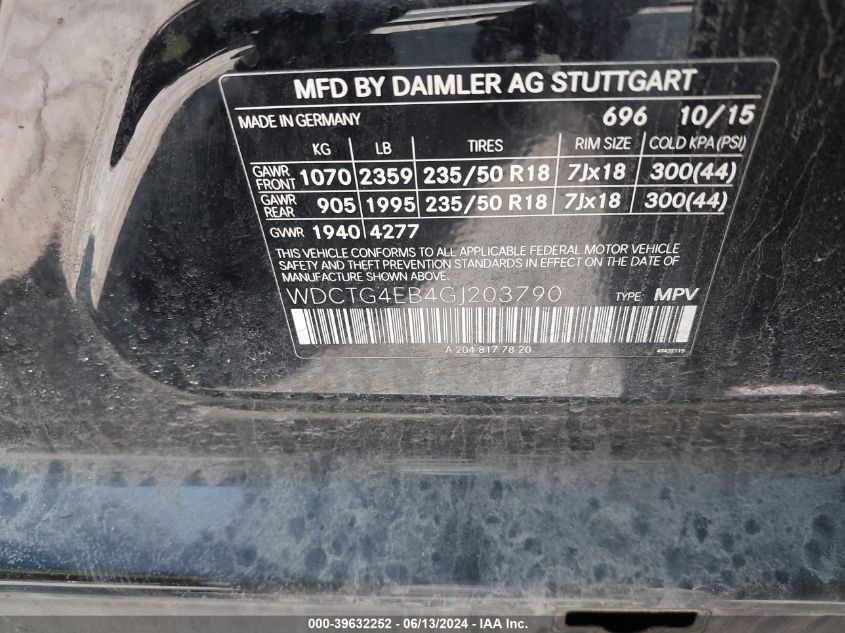 MFD BY DAIMLER AG STUTTGART
MADE IN GERMANY 696 10/15
KG LB TIRES RIM SIZE COLD KPA (PSI)
GAWR FRONT 1070 2359 235/50 R18 7Jx18 300(44)
GAWR REAR 905 1995 235/50 R18 7Jx18 300(44)
GVWR 1940 4277
THIS VEHICLE CONFORMS TO ALL APPLICABLE FEDERAL MOTOR VEHICLE
SAFETY AND THEFT PREVENTION STANDARDS IN EFFECT ON THE DATE OF
MANUFACTURE SHOWN ABOVE.
WDCTG4EB4GJ203790 TYPE: MPV
A 204 817 78 20
000-39632252 - 06/13/2024 - IAA Inc.